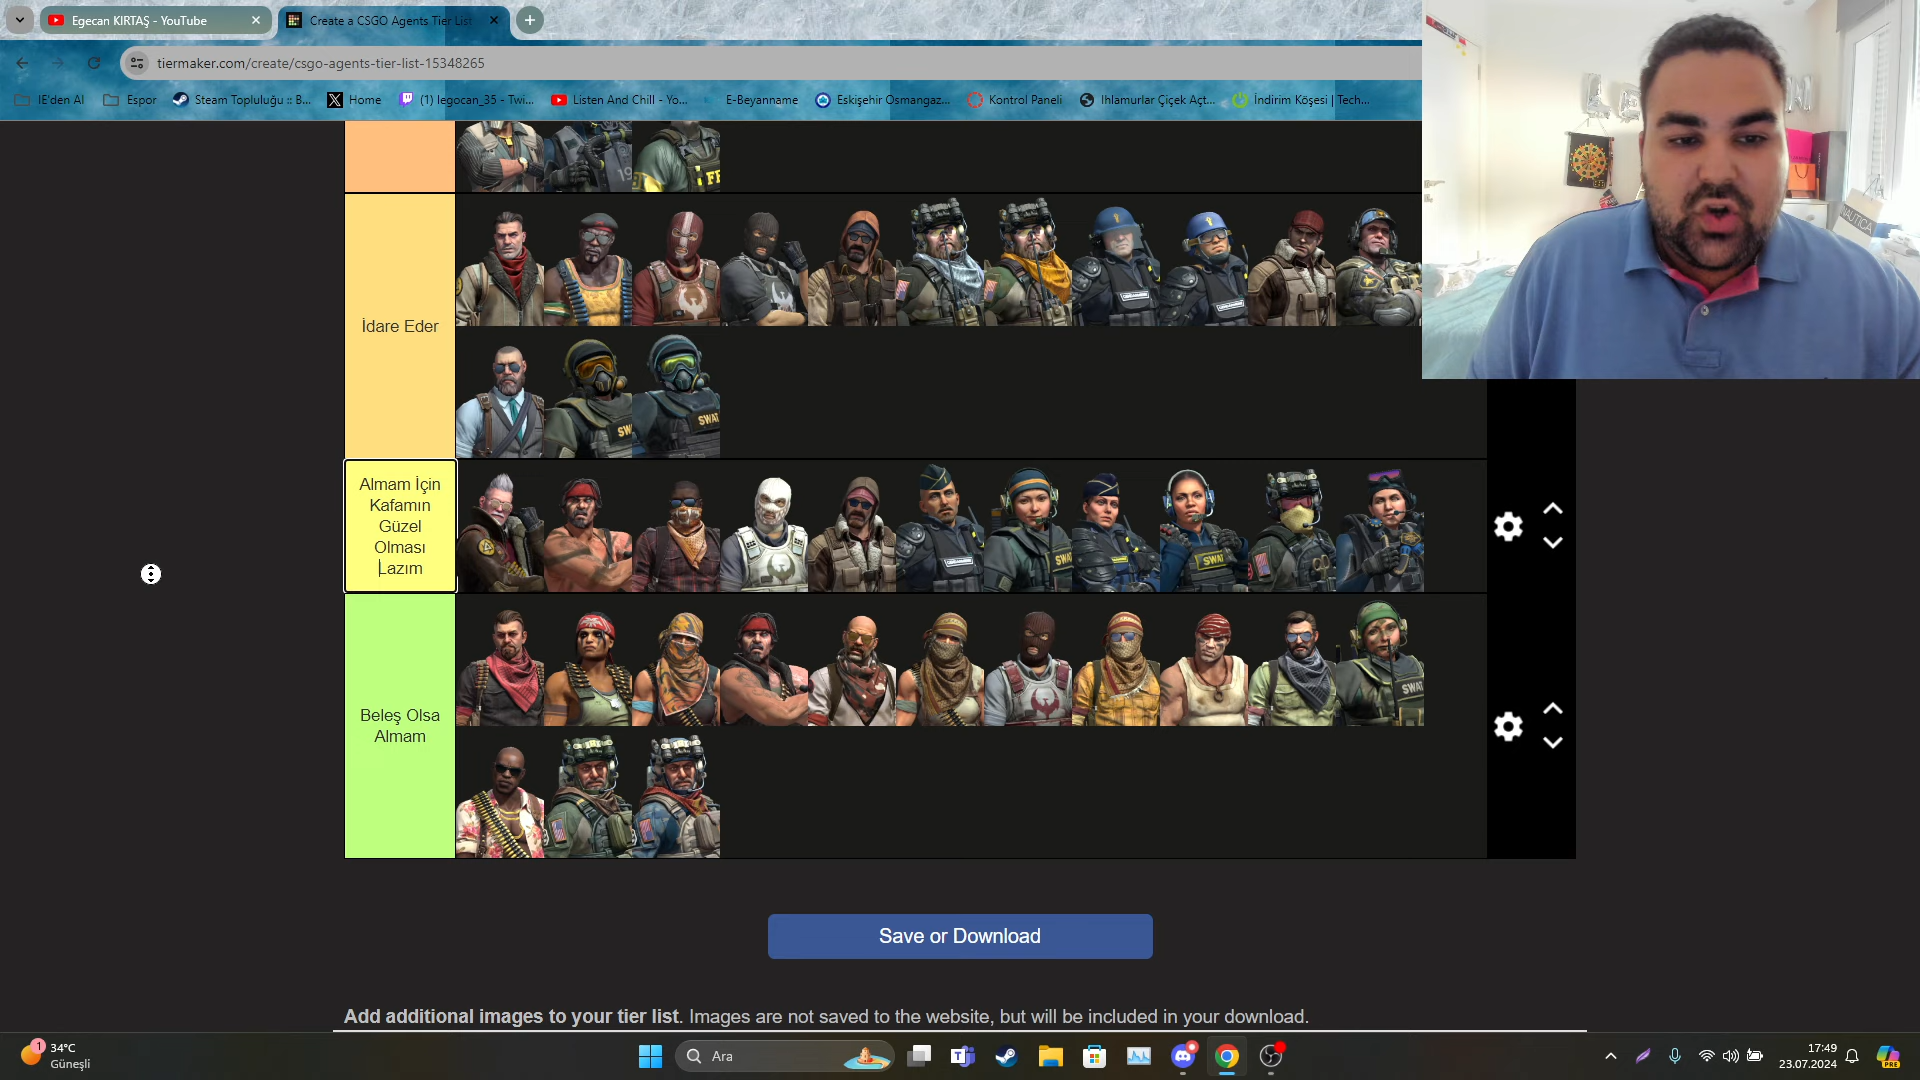 Egecan KIRTAŞ - YouTube
Create a CSGO Agents Tier List
tiermaker.com/create/csgo-agents-tier-list-15348265
IE'den Al
Espor
Steam Topluluğu :: B...
Home
(1) legocan_35 - Twi...
Listen And Chill - Yo...
E-Beyanname
Eskişehir Osmangaz...
Kontrol Paneli
Ihlamurlar Çiçek Açt...
İndirim Köşesi | Tech...
İdare Eder
Almam İçin
Kafamın
Güzel
Olması
Lazım
Beleş Olsa
Almam
SWAT
NAUTICA
Save or Download
Add additional images to your tier list. Images are not saved to the website, but will be included in your download.
1
34°C
Güneşli
Ara
17:49
23.07.2024
PRE